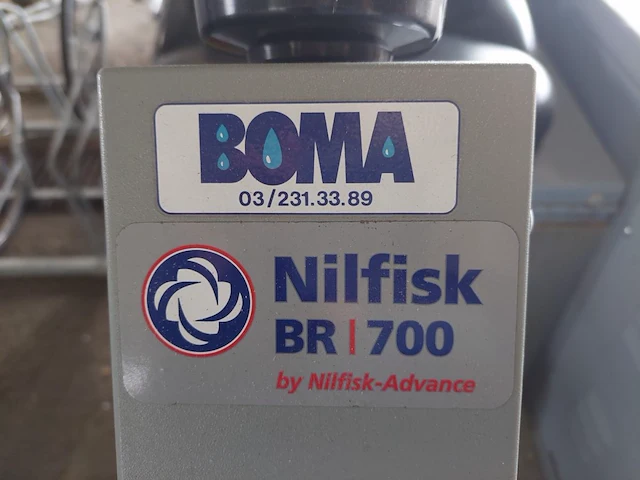 BOMA
03/231.33.89
Nilfisk
BR | 700
by Nilfisk-Advance